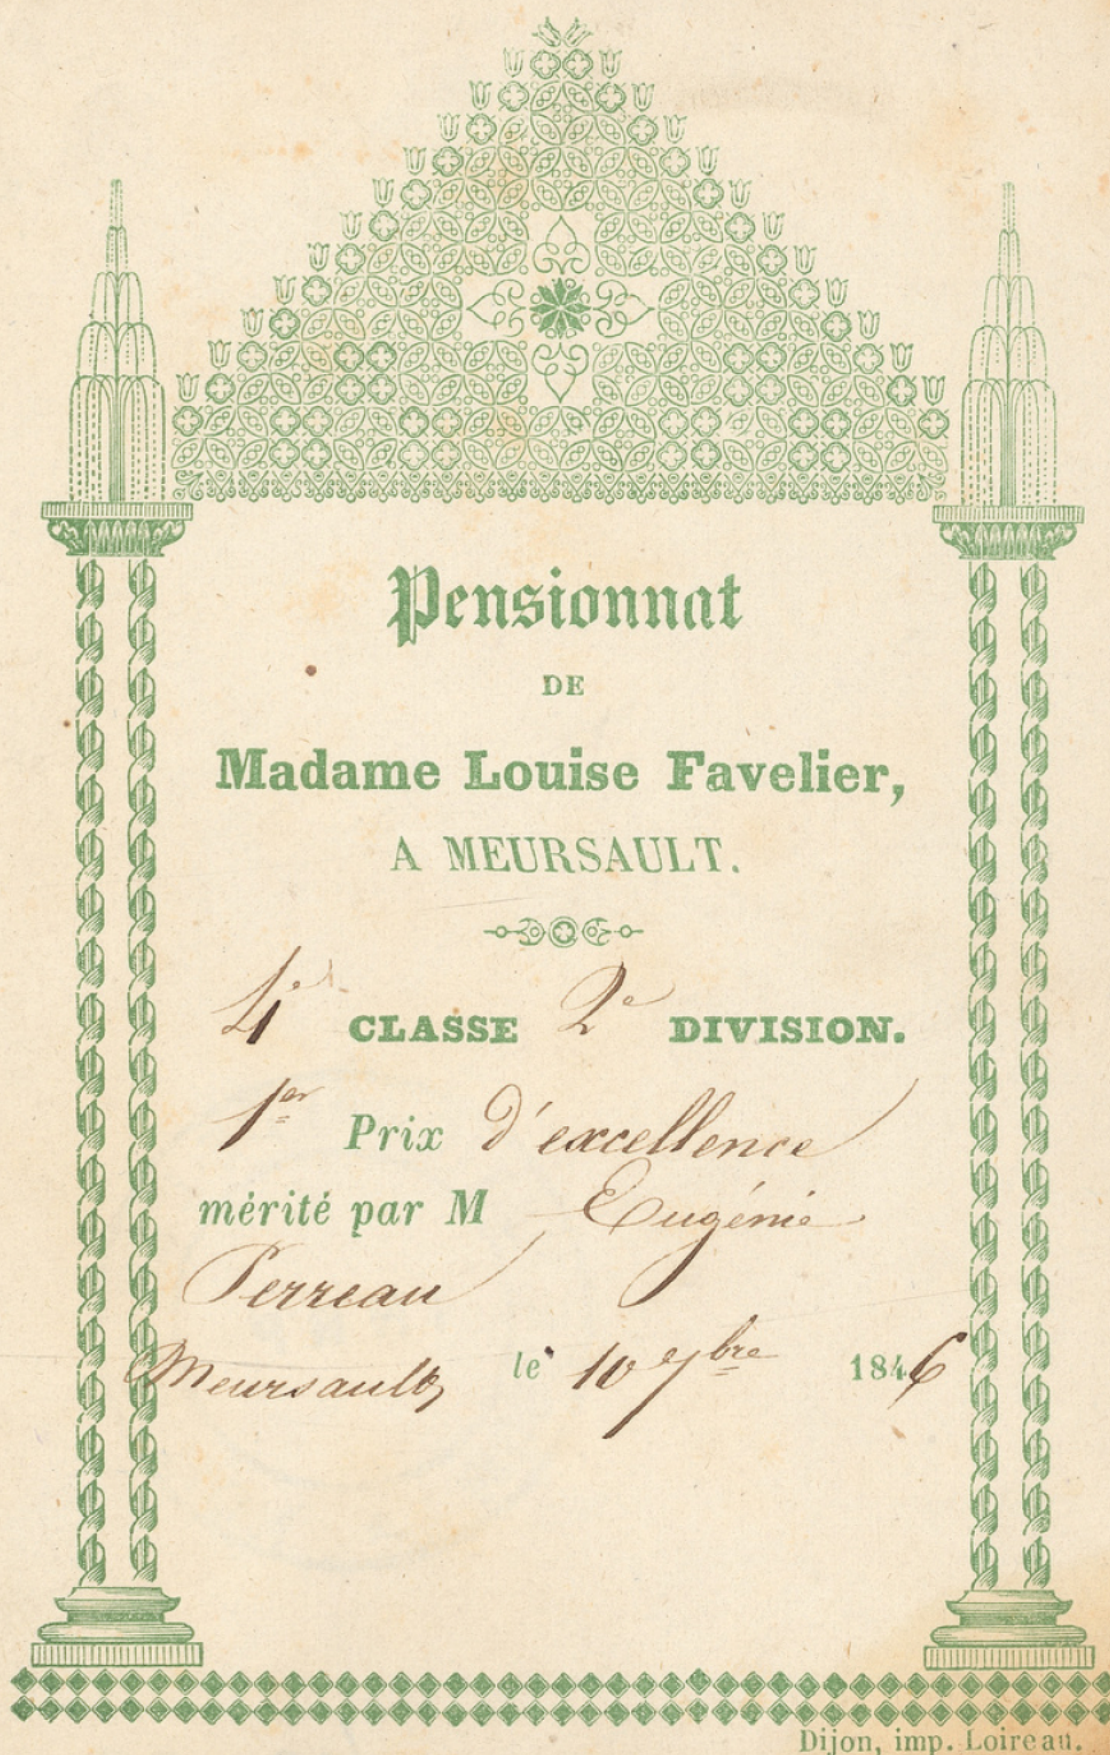 Pensionnat
DE
Madame Louise Favelier,
A MEURSAULT.
4e CLASSE 2e DIVISION.
1er Prix d'excellence
mérité par M Eugénie
Perreau
Meursault, le 10 7bre 1846
Dijon, imp. Loireau.